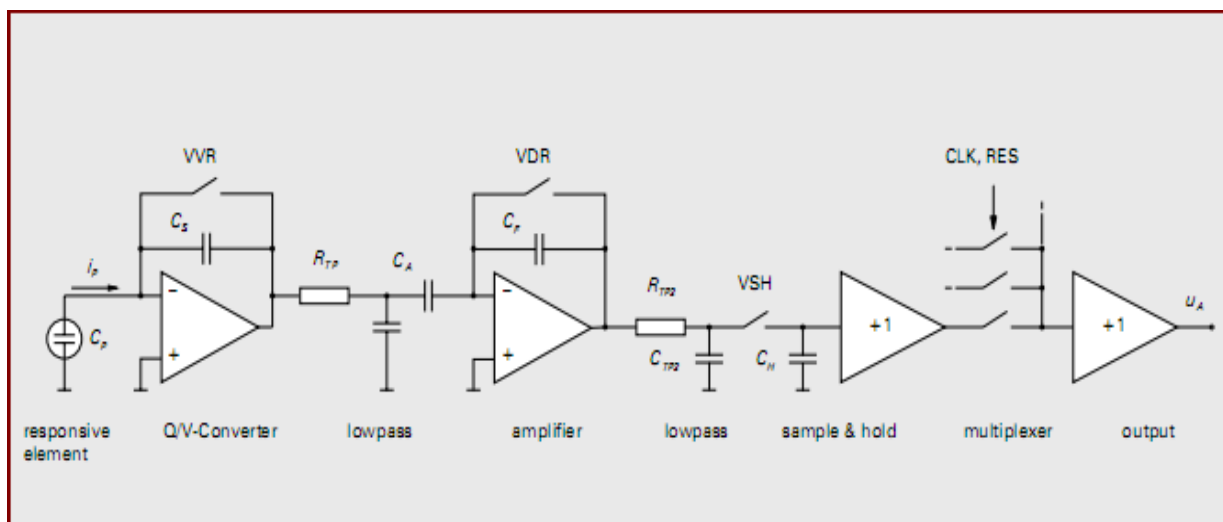 VVR
VDR
CLK, RES
C_S
C_F
i_P
R_TP
C_A
R_TP2
VSH
u_A
−
−
+1
+1
C_P
+
+
C_TP2
C_H
responsive
element
Q/V-Converter
lowpass
amplifier
lowpass
sample & hold
multiplexer
output